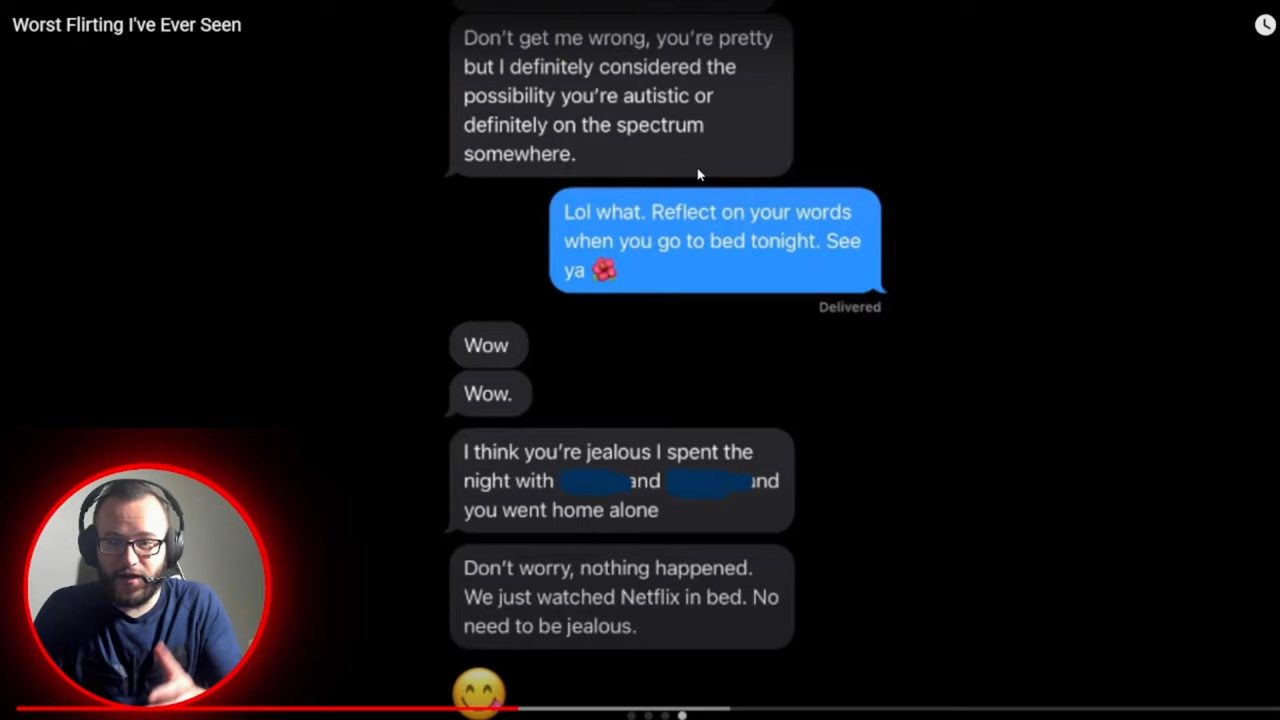 Worst Flirting I've Ever Seen
Don't get me wrong, you're pretty
but I definitely considered the
possibility you're autistic or
definitely on the spectrum
somewhere.
Lol what. Reflect on your words
when you go to bed tonight. See
ya 🌺
Delivered
Wow
Wow.
I think you're jealous I spent the
night with and and
you went home alone
Don't worry, nothing happened.
We just watched Netflix in bed. No
need to be jealous.
😋